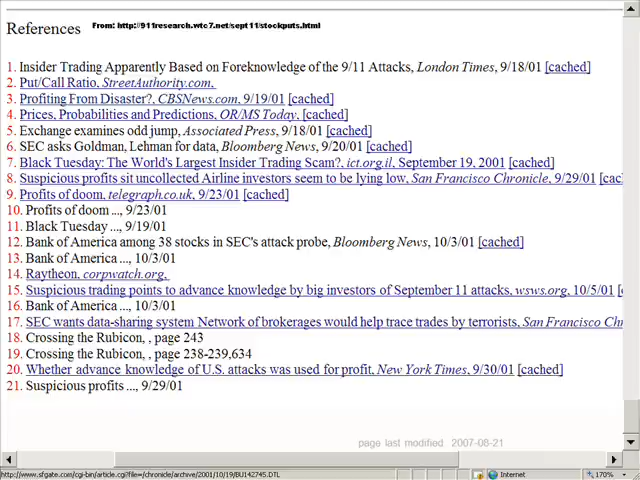 References
From: http://911research.wtc7.net/sept11/stockputs.html
1. Insider Trading Apparently Based on Foreknowledge of the 9/11 Attacks, London Times, 9/18/01 [cached]
2. Put/Call Ratio, StreetAuthority.com,
3. Profiting From Disaster?, CBSNews.com, 9/19/01 [cached]
4. Prices, Probabilities and Predictions, OR/MS Today, [cached]
5. Exchange examines odd jump, Associated Press, 9/18/01 [cached]
6. SEC asks Goldman, Lehman for data, Bloomberg News, 9/20/01 [cached]
7. Black Tuesday: The World's Largest Insider Trading Scam?, ict.org.il, September 19, 2001 [cached]
8. Suspicious profits sit uncollected Airline investors seem to be lying low, San Francisco Chronicle, 9/29/01 [cac
9. Profits of doom, telegraph.co.uk, 9/23/01 [cached]
10. Profits of doom ..., 9/23/01
11. Black Tuesday ..., 9/19/01
12. Bank of America among 38 stocks in SEC's attack probe, Bloomberg News, 10/3/01 [cached]
13. Bank of America ..., 10/3/01
14. Raytheon, corpwatch.org,
15. Suspicious trading points to advance knowledge by big investors of September 11 attacks, wsws.org, 10/5/01 [
16. Bank of America ..., 10/3/01
17. SEC wants data-sharing system Network of brokerages would help trace trades by terrorists, San Francisco Chr
18. Crossing the Rubicon, , page 243
19. Crossing the Rubicon, , page 238-239,634
20. Whether advance knowledge of U.S. attacks was used for profit, New York Times, 9/30/01 [cached]
21. Suspicious profits ..., 9/29/01
page last modified 2007-08-21
http://www.sfgate.com/cgi-bin/article.cgi?file=/chronicle/archive/2001/10/19/BU142745.DTL
Internet
170%